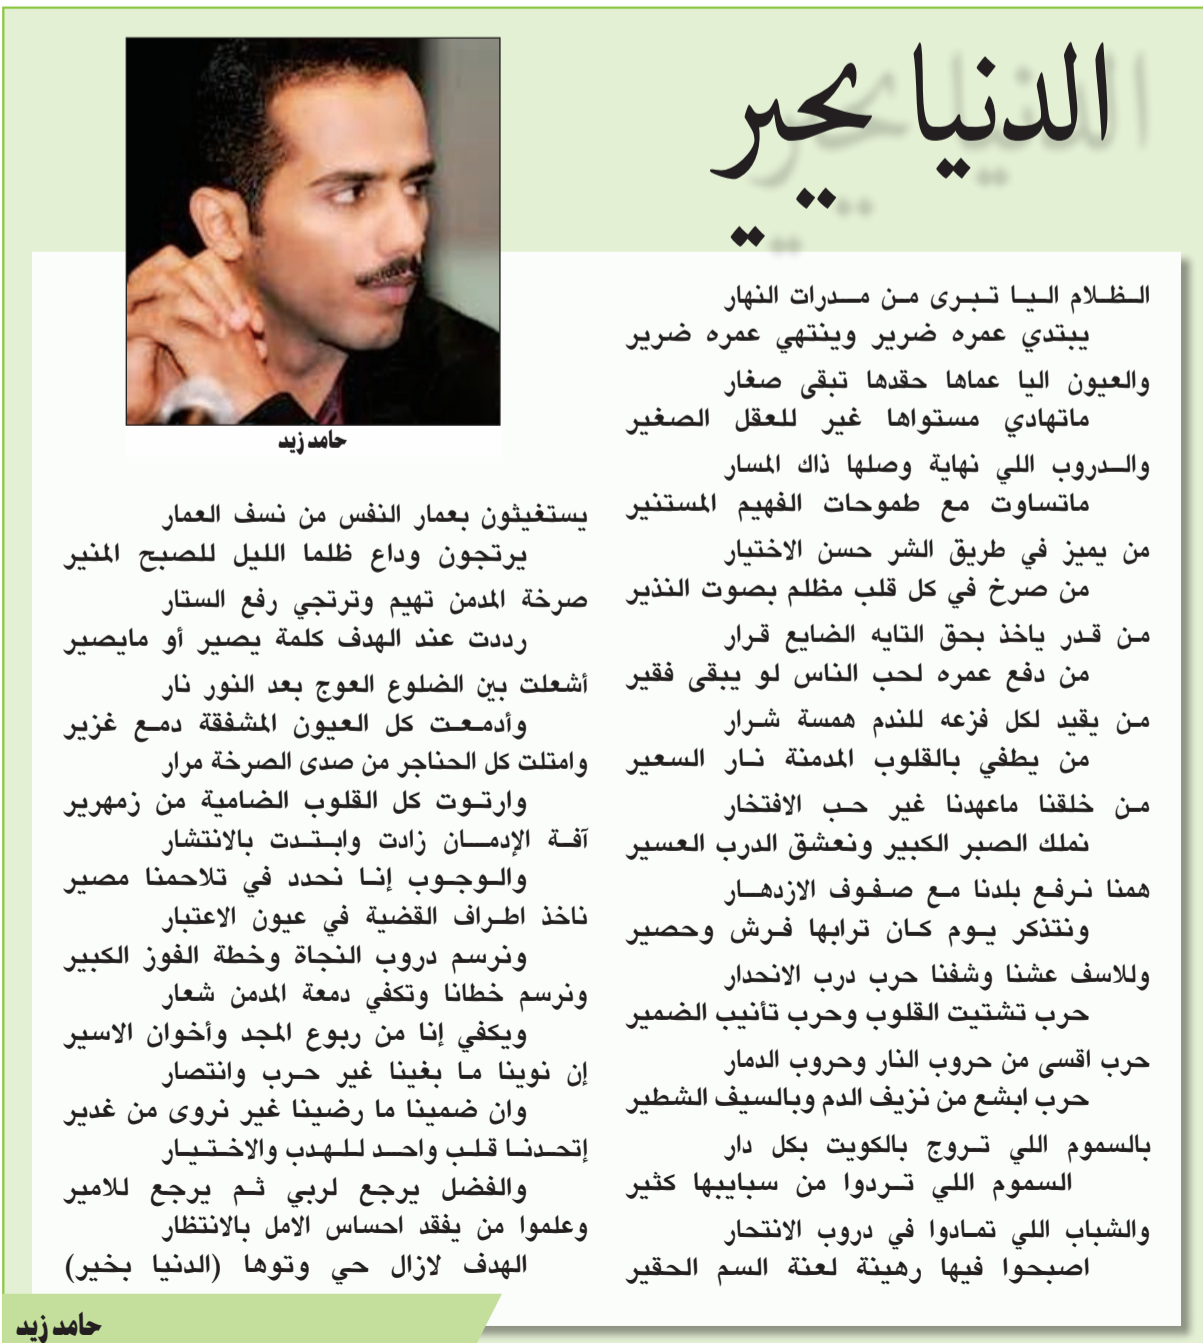 الدنيا بخير
حامد زيد
الظلام اليا تبرى من مدرات النهار
يبتدي عمره ضرير وينتهي عمره ضرير
والعيون اليا عماها حقدها تبقى صغار
ماتهادي مستواها غير للعقل الصغير
والدروب اللي نهاية وصلها ذاك المسار
ماتساوت مع طموحات الفهيم المستنير
من يميز في طريق الشر حسن الاختيار
من صرخ في كل قلب مظلم بصوت النذير
من قدر ياخذ بحق التايه الضايع قرار
من دفع عمره لحب الناس لو يبقى فقير
من يقيد لكل فزعه للندم همسة شرار
من يطفي بالقلوب المدمنة نار السعير
من خلقنا ماعهدنا غير حب الافتخار
نملك الصبر الكبير ونعشق الدرب العسير
همنا نرفع بلدنا مع صفوف الازدهار
ونتذكر يوم كان ترابها فرش وحصير
وللاسف عشنا وشفنا حرب درب الانحدار
حرب تشتيت القلوب وحرب تأنيب الضمير
حرب اقسى من حروب النار وحروب الدمار
حرب ابشع من نزيف الدم وبالسيف الشطير
بالسموم اللي تروج بالكويت بكل دار
السموم اللي تردوا من سبايبها كثير
والشباب اللي تمادوا في دروب الانتحار
اصبحوا فيها رهينة لعنة السم الحقير
يستغيثون بعمار النفس من نسف العمار
يرتجون وداع ظلما الليل للصبح المنير
صرخة المدمن تهيم وترتجي رفع الستار
رددت عند الهدف كلمة يصير أو مايصير
أشعلت بين الضلوع العوج بعد النور نار
وأدمعت كل العيون المشفقة دمع غزير
وامتلت كل الحناجر من صدى الصرخة مرار
وارتوت كل القلوب الضامية من زمهرير
آفة الإدمان زادت وابتدت بالانتشار
والوجوب إنا نحدد في تلاحمنا مصير
ناخذ اطراف القضية في عيون الاعتبار
ونرسم دروب النجاة وخطة الفوز الكبير
ونرسم خطانا وتكفي دمعة المدمن شعار
ويكفي إنا من ربوع المجد وأخوان الاسير
إن نوينا ما بغينا غير حرب وانتصار
وان ضمينا ما رضينا غير نروى من غدير
إتحدنا قلب واحد للهدب والاختيار
والفضل يرجع لربي ثم يرجع للامير
وعلموا من يفقد احساس الامل بالانتظار
الهدف لازال حي وتوها (الدنيا بخير)
حامد زيد